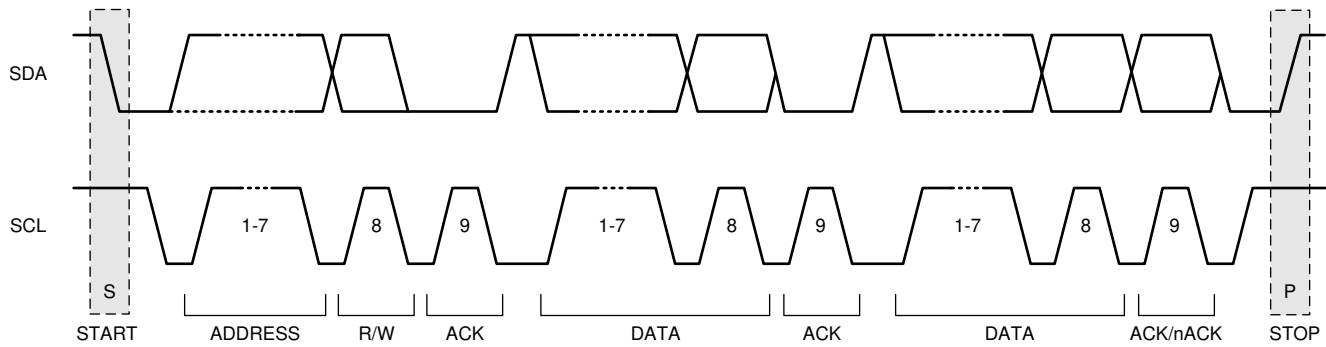 SDA
SCL
1-7
8
9
1-7
8
9
1-7
8
9
S
P
START
ADDRESS
R/W
ACK
DATA
ACK
DATA
ACK/nACK
STOP